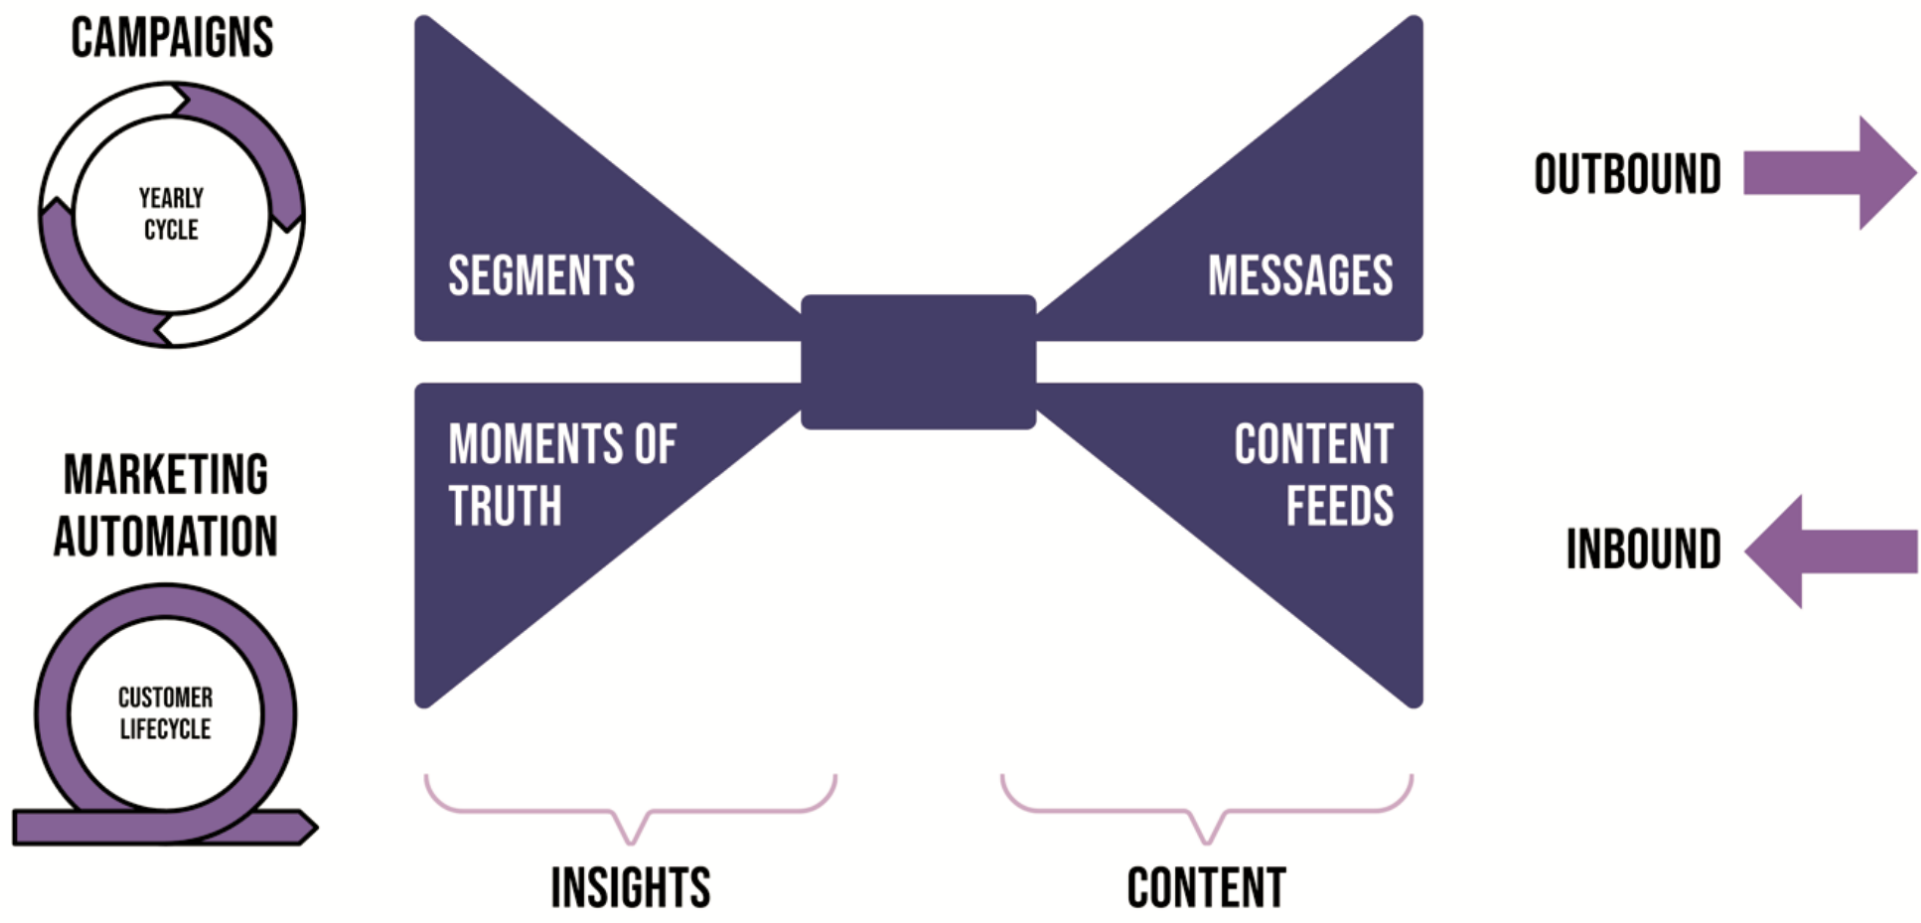 CAMPAIGNS
YEARLY
CYCLE
SEGMENTS
MESSAGES
OUTBOUND
MARKETING
AUTOMATION
CUSTOMER
LIFECYCLE
MOMENTS OF
TRUTH
CONTENT
FEEDS
INBOUND
INSIGHTS
CONTENT